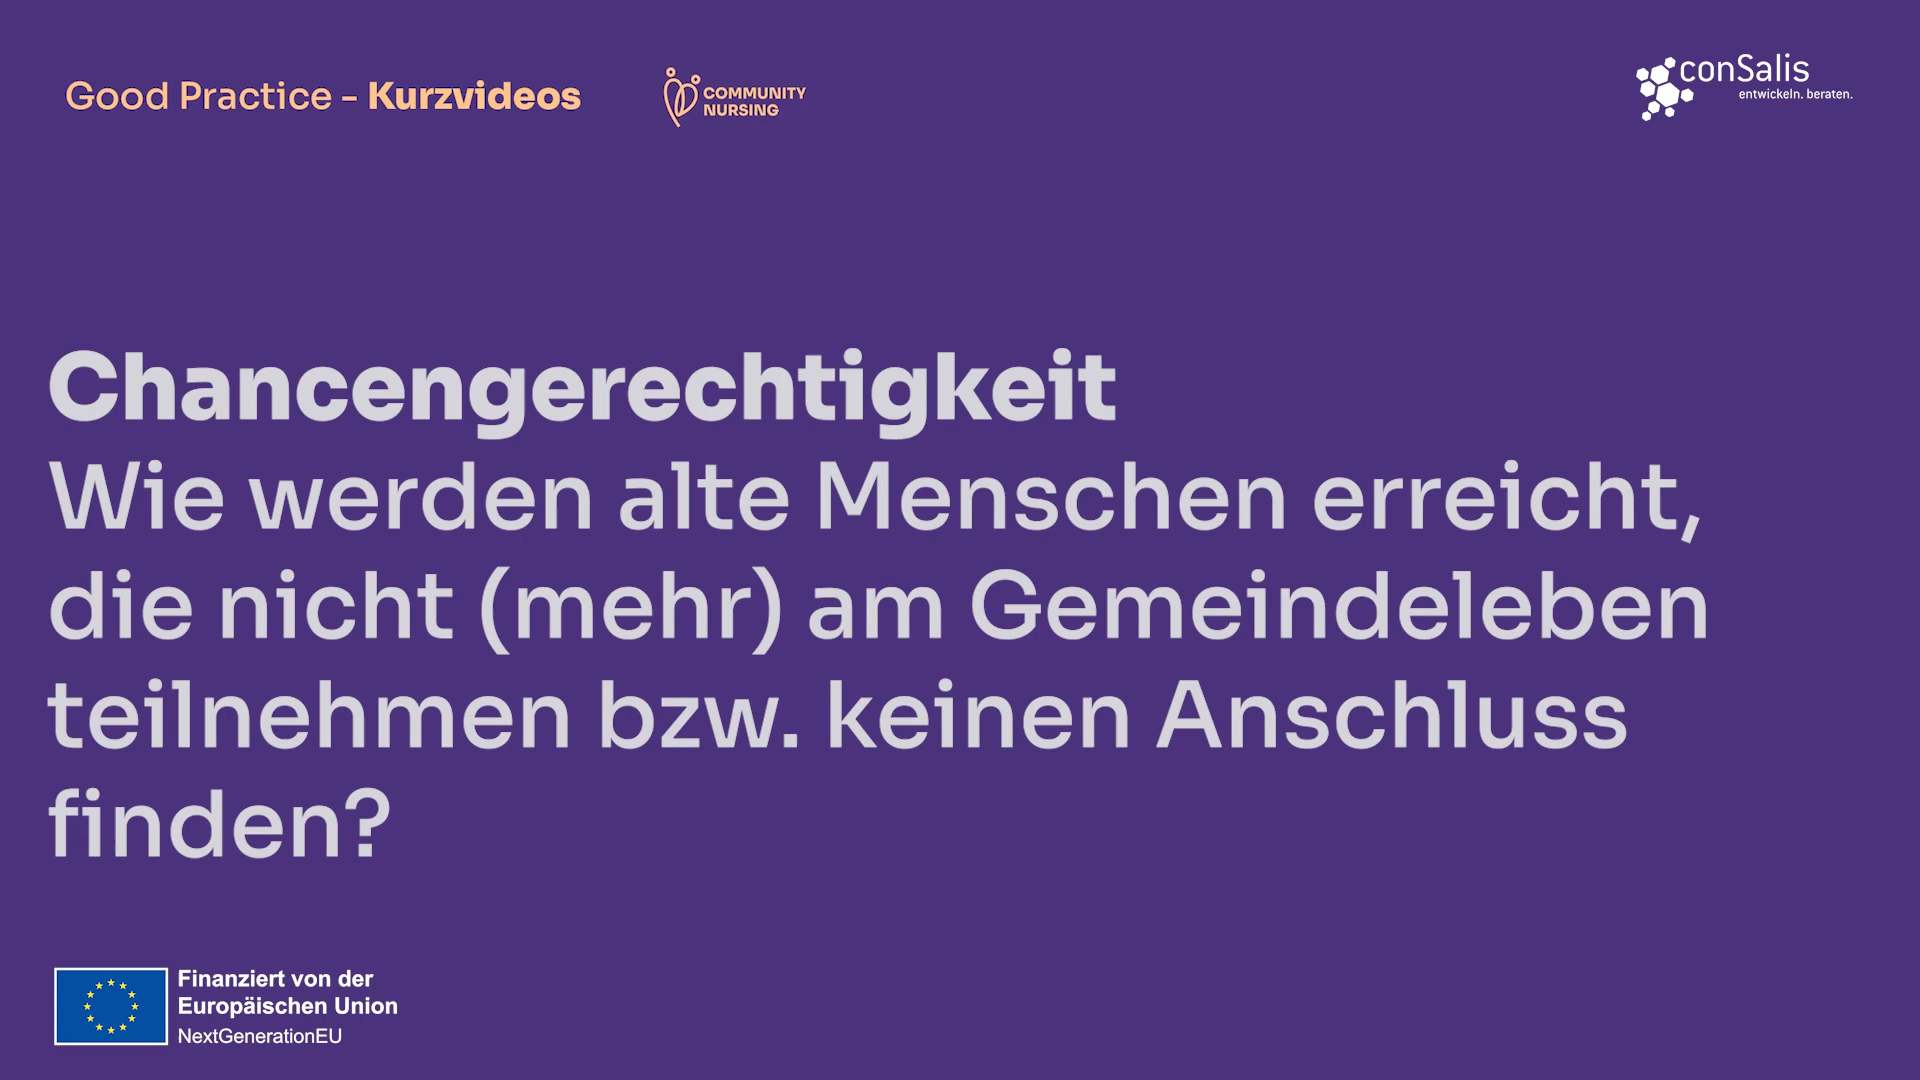 Good Practice - Kurzvideos
COMMUNITY
NURSING
conSalis
entwickeln. beraten.
Chancengerechtigkeit
Wie werden alte Menschen erreicht,
die nicht (mehr) am Gemeindeleben
teilnehmen bzw. keinen Anschluss
finden?
Finanziert von der
Europäischen Union
NextGenerationEU